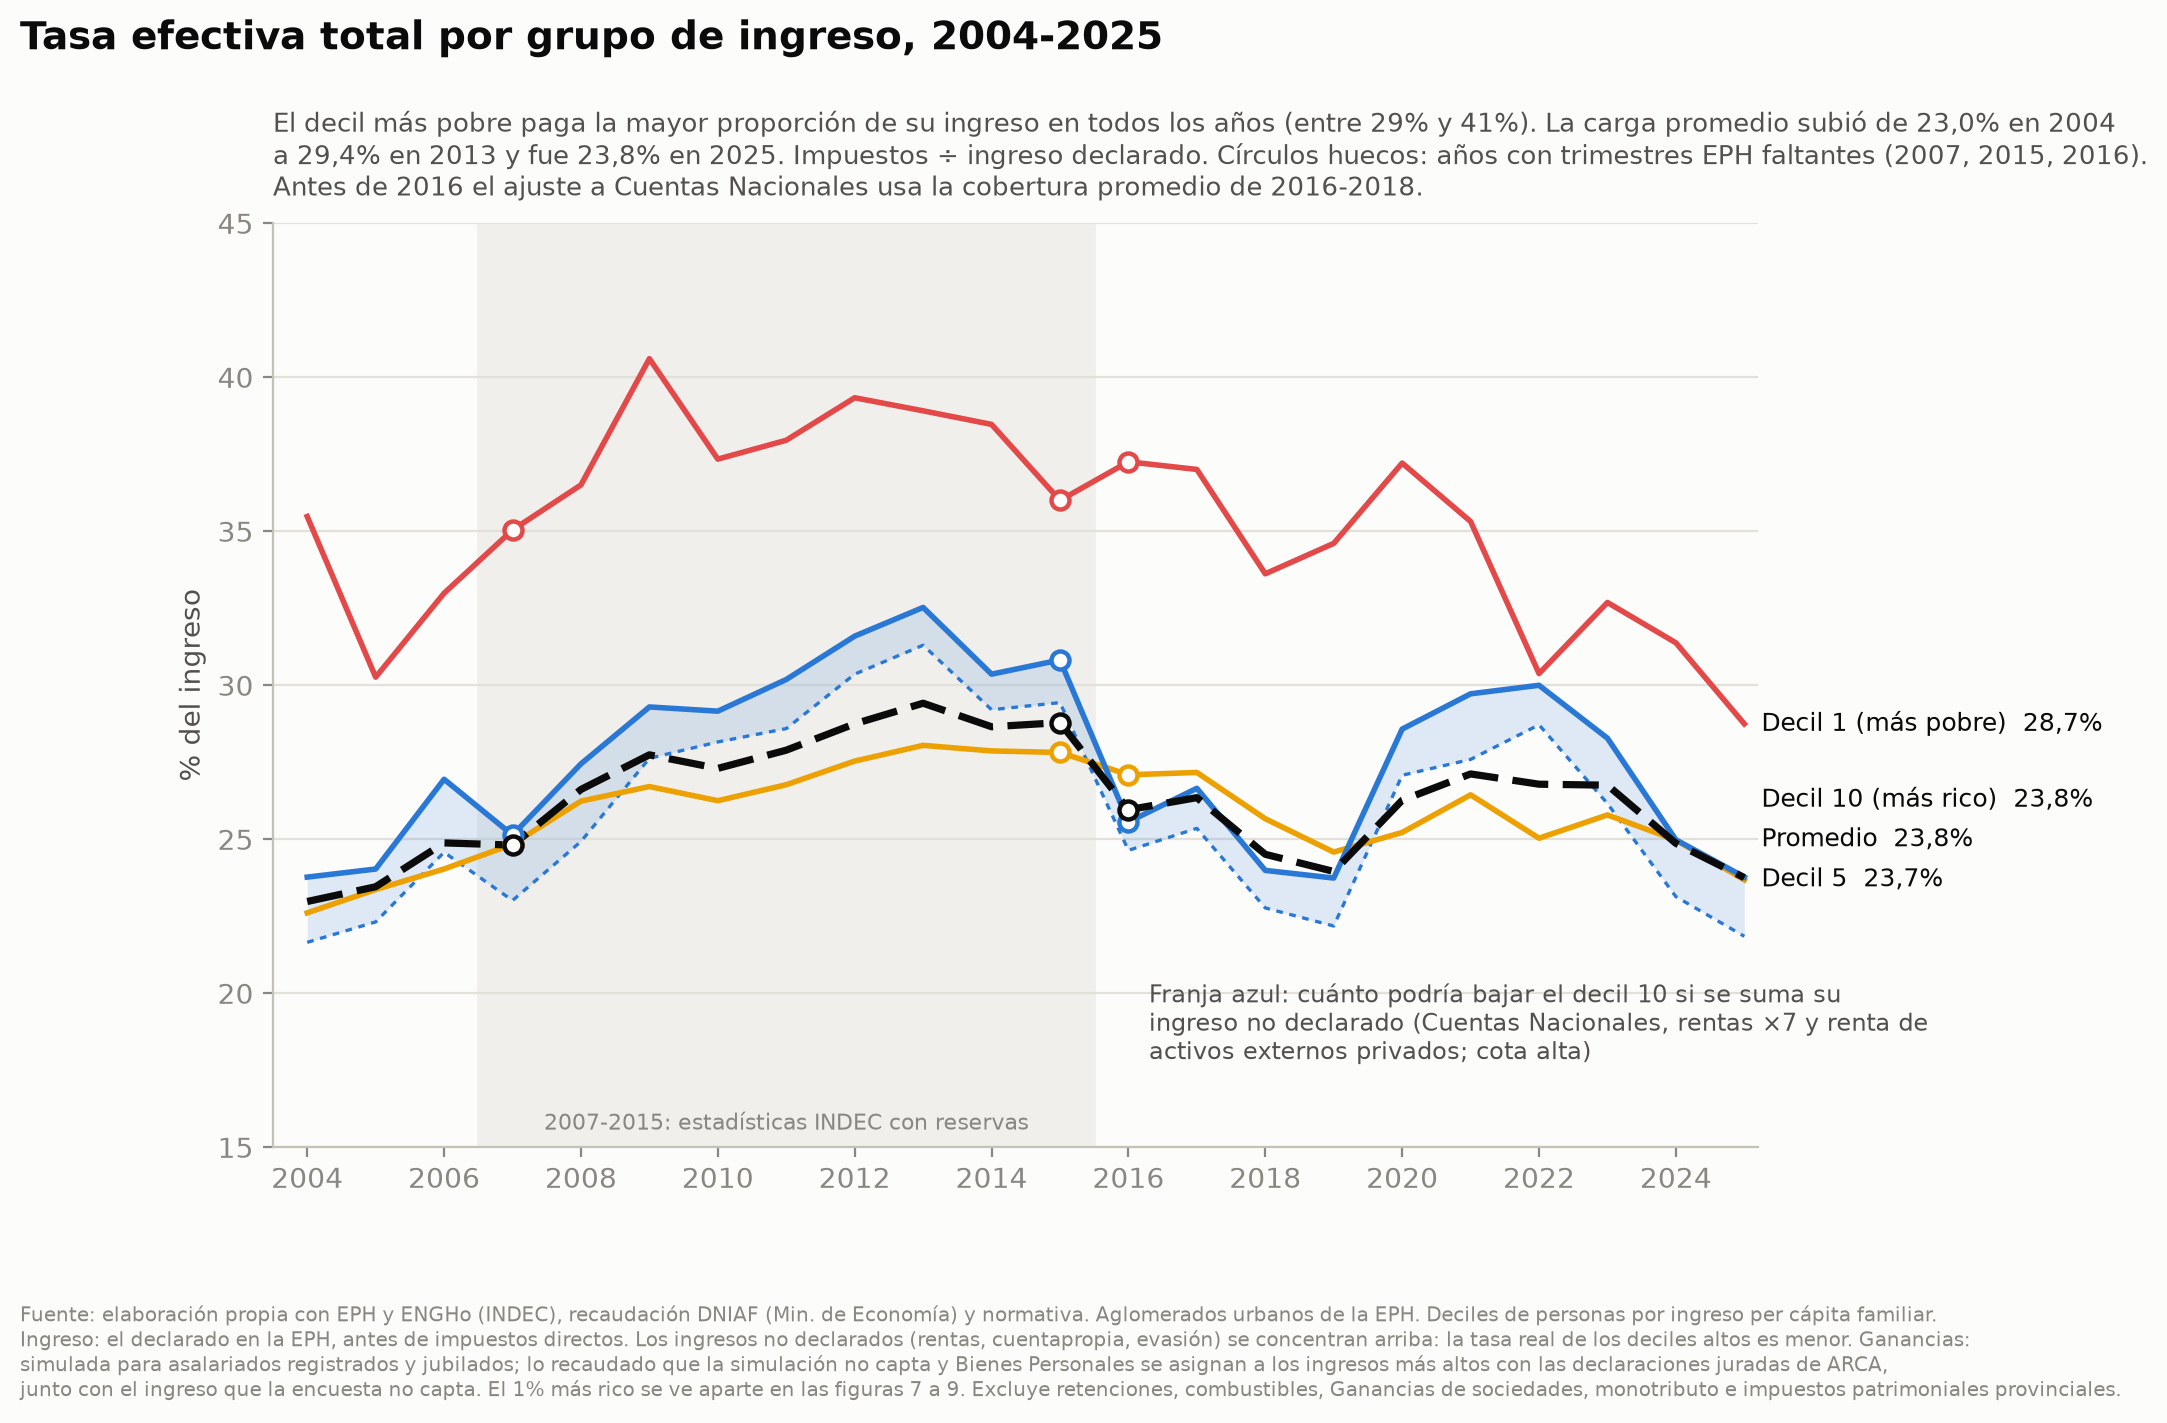 Tasa efectiva total por grupo de ingreso, 2004-2025
El decil más pobre paga la mayor proporción de su ingreso en todos los años (entre 29% y 41%). La carga promedio subió de 23,0% en 2004
a 29,4% en 2013 y fue 23,8% en 2025. Impuestos ÷ ingreso declarado. Círculos huecos: años con trimestres EPH faltantes (2007, 2015, 2016).
Antes de 2016 el ajuste a Cuentas Nacionales usa la cobertura promedio de 2016-2018.
45
40
35
30
25
20
15
% del ingreso
Decil 1 (más pobre) 28,7%
Decil 10 (más rico) 23,8%
Promedio 23,8%
Decil 5 23,7%
Franja azul: cuánto podría bajar el decil 10 si se suma su
ingreso no declarado (Cuentas Nacionales, rentas ×7 y renta de
activos externos privados; cota alta)
2007-2015: estadísticas INDEC con reservas
2004 2006 2008 2010 2012 2014 2016 2018 2020 2022 2024
Fuente: elaboración propia con EPH y ENGHo (INDEC), recaudación DNIAF (Min. de Economía) y normativa. Aglomerados urbanos de la EPH. Deciles de personas por ingreso per cápita familiar.
Ingreso: el declarado en la EPH, antes de impuestos directos. Los ingresos no declarados (rentas, cuentapropia, evasión) se concentran arriba: la tasa real de los deciles altos es menor. Ganancias:
simulada para asalariados registrados y jubilados; lo recaudado que la simulación no capta y Bienes Personales se asignan a los ingresos más altos con las declaraciones juradas de ARCA,
junto con el ingreso que la encuesta no capta. El 1% más rico se ve aparte en las figuras 7 a 9. Excluye retenciones, combustibles, Ganancias de sociedades, monotributo e impuestos patrimoniales provinciales.